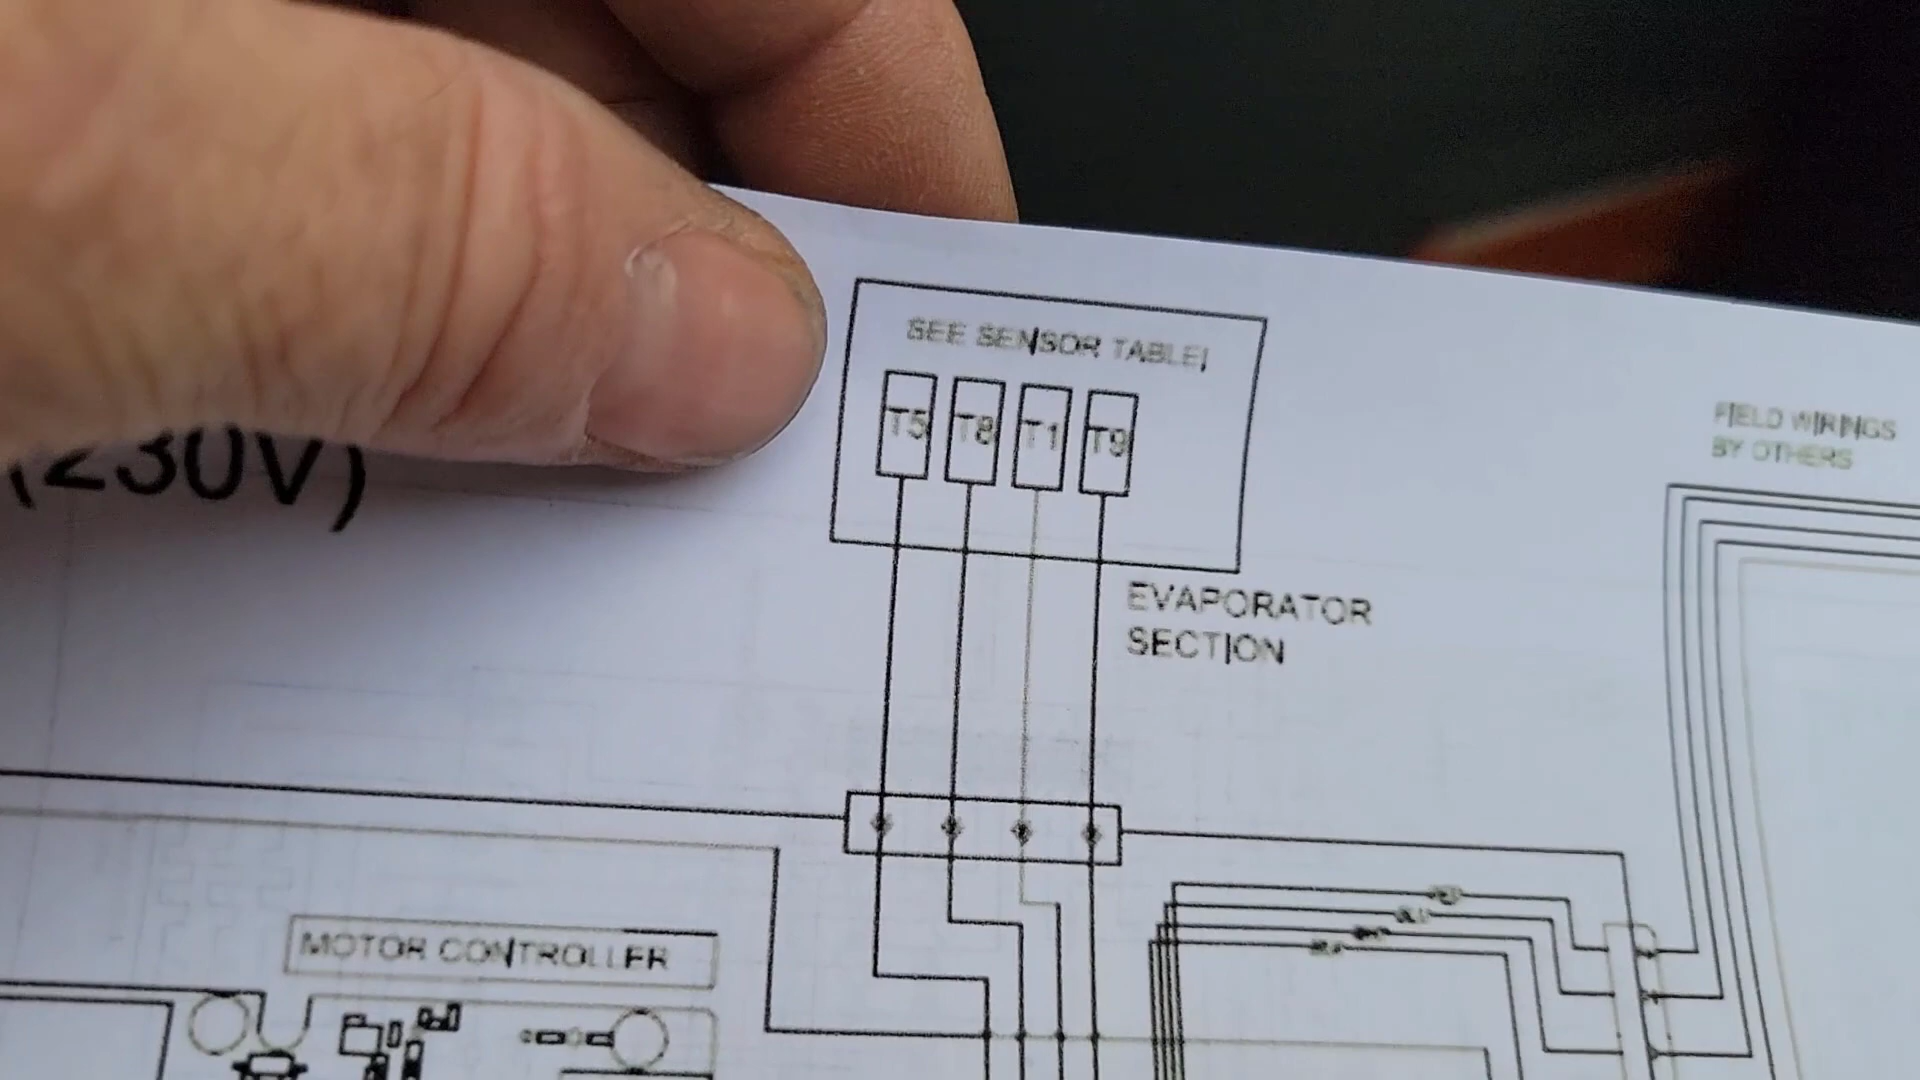 SEE SENSOR TABLE
T5 T8 T1 T9
(230V)
FIELD WIRINGS
BY OTHERS
EVAPORATOR
SECTION
MOTOR CONTROLLER